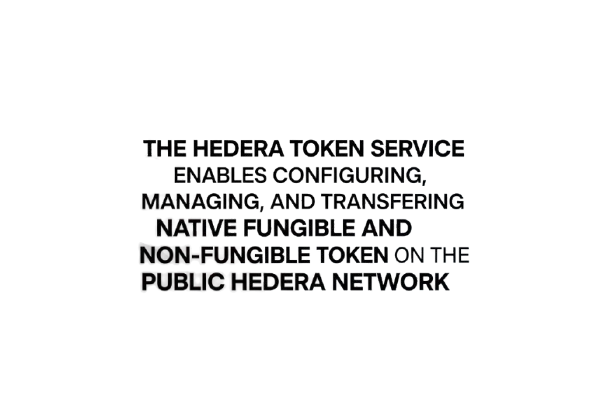 THE HEDERA TOKEN SERVICE
ENABLES CONFIGURING,
MANAGING, AND TRANSFERING
NATIVE FUNGIBLE AND
NON-FUNGIBLE TOKEN ON THE
PUBLIC HEDERA NETWORK